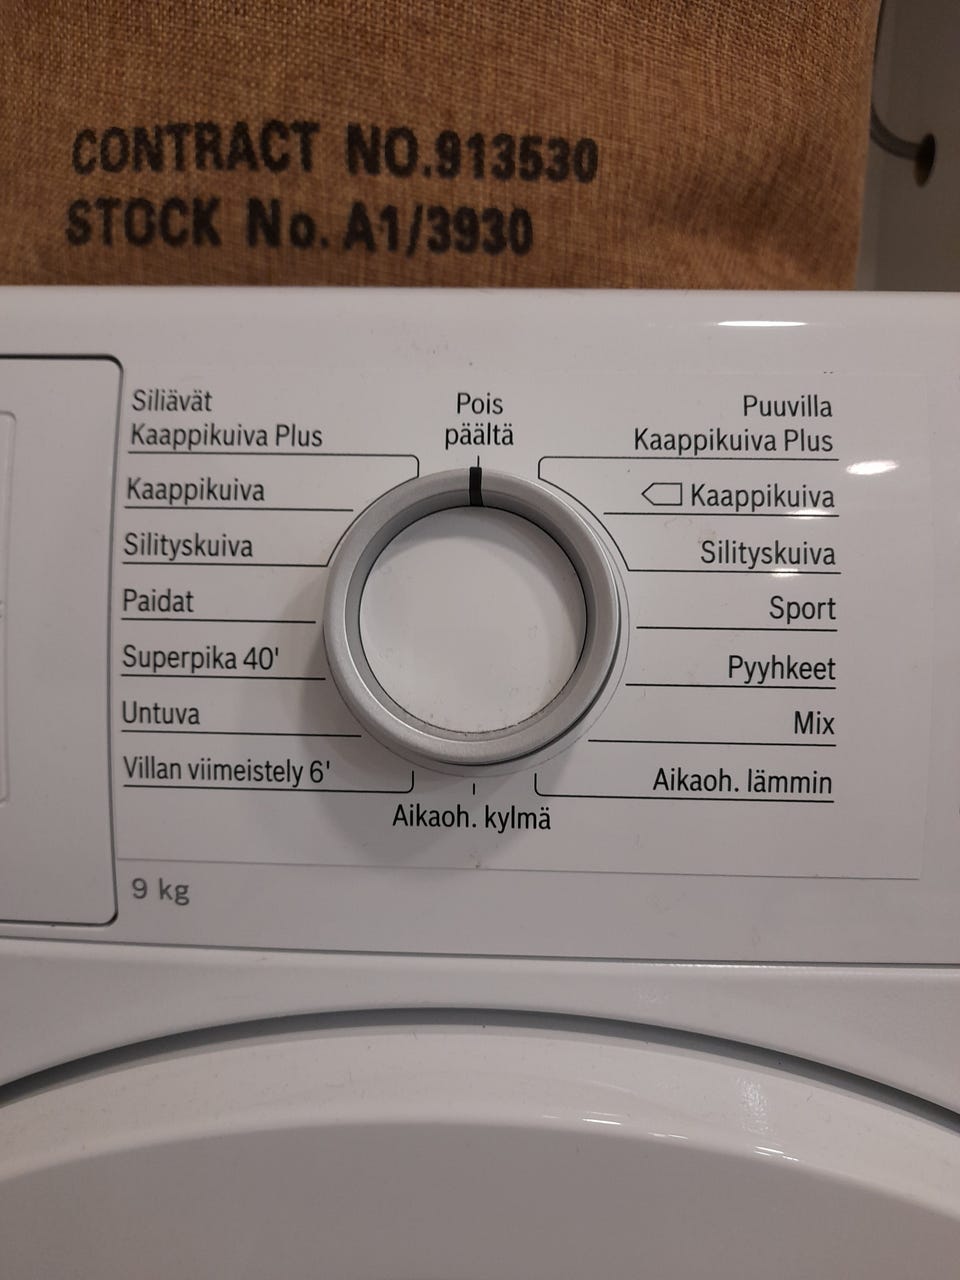 CONTRACT NO.913530
STOCK No. A1/3930
Siliävät
Kaappikuiva Plus
Kaappikuiva
Silityskuiva
Paidat
Superpika 40'
Untuva
Villan viimeistely 6'
Pois
päältä
Puuvilla
Kaappikuiva Plus
Kaappikuiva
Silityskuiva
Sport
Pyyhkeet
Mix
Aikaoh. lämmin
Aikaoh. kylmä
9 kg